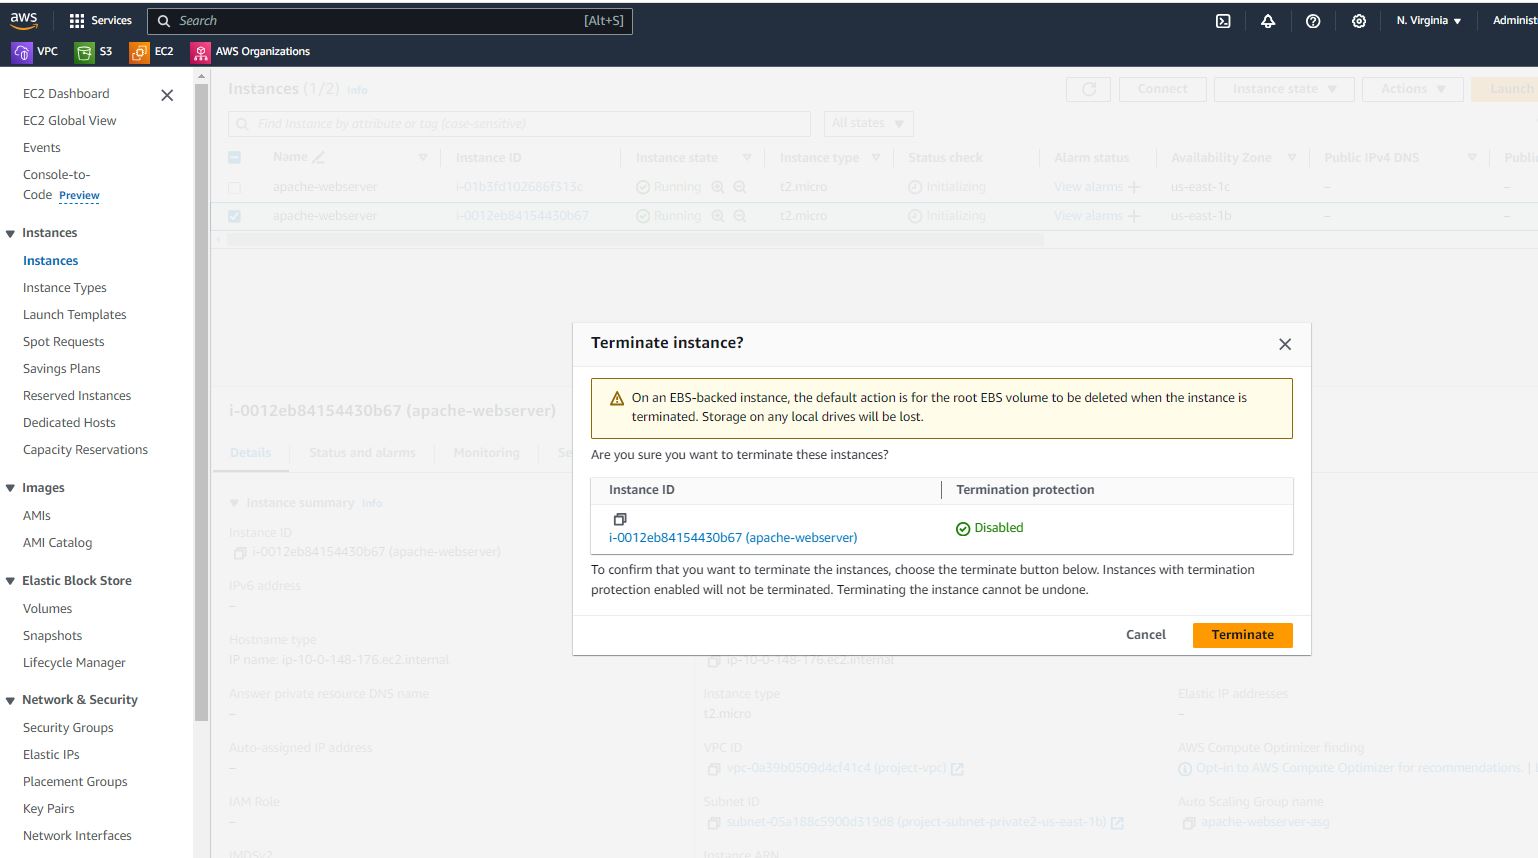 aws
Services
Search [Alt+S]
N. Virginia
Administ
VPC S3 EC2 AWS Organizations
EC2 Dashboard
EC2 Global View
Events
Console-to-
Code Preview
Instances
Instances
Instance Types
Launch Templates
Spot Requests
Savings Plans
Reserved Instances
Dedicated Hosts
Capacity Reservations
Images
AMIs
AMI Catalog
Elastic Block Store
Volumes
Snapshots
Lifecycle Manager
Network & Security
Security Groups
Elastic IPs
Placement Groups
Key Pairs
Network Interfaces
Instances (1/2) Info
Connect Instance state Actions Launch
Find Instance by attribute or tag (case-sensitive) All states
Name Instance ID Instance state Instance type Status check Alarm status Availability Zone Public IPv4 DNS Public
apache-webserver i-01b3fd102686f313c Running t2.micro Initializing View alarms + us-east-1c – –
apache-webserver i-0012eb84154430b67 Running t2.micro Initializing View alarms + us-east-1b – –
i-0012eb84154430b67 (apache-webserver)
Details Status and alarms Monitoring Se
Instance summary Info
Instance ID
i-0012eb84154430b67 (apache-webserver)
IPv6 address
–
Hostname type
IP name: ip-10-0-148-176.ec2.internal
ip-10-0-148-176.ec2.internal
Answer private resource DNS name
–
Instance type
t2.micro
Elastic IP addresses
–
Auto-assigned IP address
–
VPC ID
vpc-0a39b0509d4cf41c4 (project-vpc)
AWS Compute Optimizer finding
Opt-in to AWS Compute Optimizer for recommendations. |
IAM Role
–
Subnet ID
subnet-05a188c5900d319d8 (project-subnet-private2-us-east-1b)
Auto Scaling Group name
apache-webserver-asg
IMDSv2
Instance ARN
Terminate instance?
On an EBS-backed instance, the default action is for the root EBS volume to be deleted when the instance is
terminated. Storage on any local drives will be lost.
Are you sure you want to terminate these instances?
Instance ID Termination protection
i-0012eb84154430b67 (apache-webserver) Disabled
To confirm that you want to terminate the instances, choose the terminate button below. Instances with termination
protection enabled will not be terminated. Terminating the instance cannot be undone.
Cancel Terminate